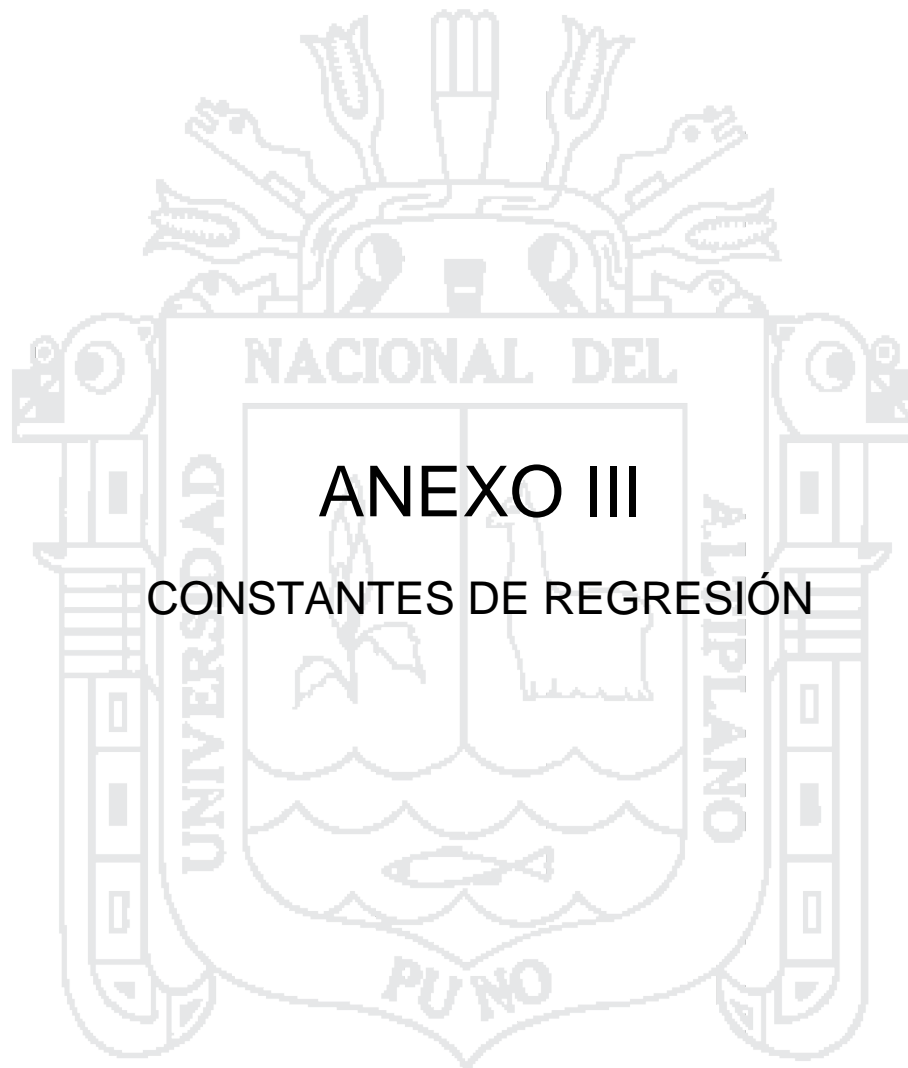 NACIONAL DEL
UNIVERSIDAD
ALTIPLANO
ANEXO III
CONSTANTES DE REGRESIÓN
PUNO